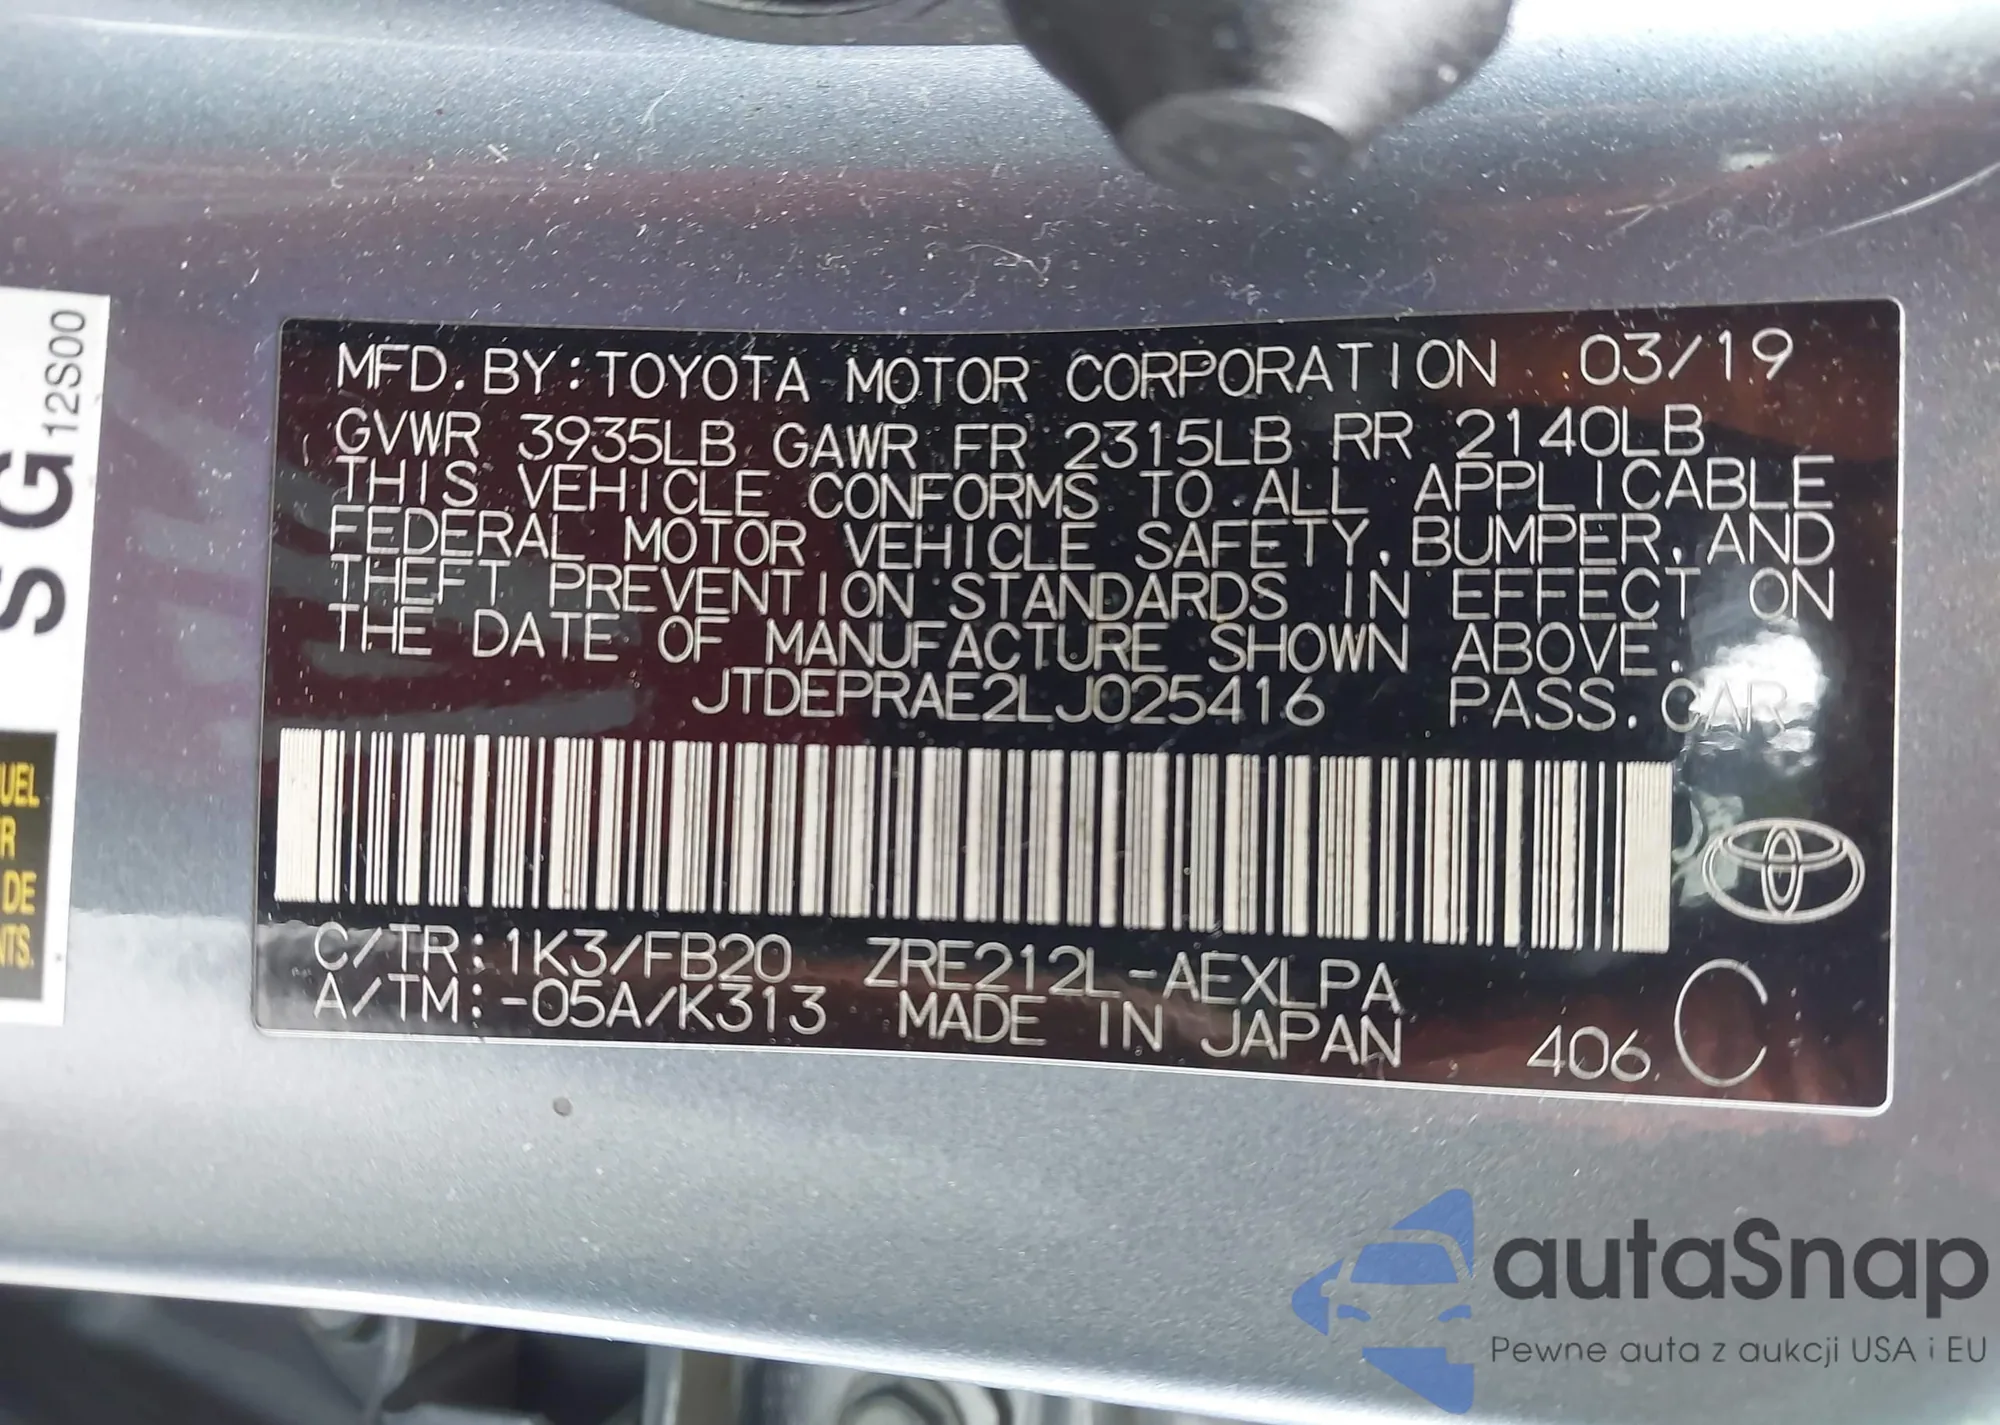 MFD. BY: TOYOTA MOTOR CORPORATION 03/19
GVWR 3935LB GAWR FR 2315LB RR 2140LB
THIS VEHICLE CONFORMS TO ALL APPLICABLE
FEDERAL MOTOR VEHICLE SAFETY, BUMPER, AND
THEFT PREVENTION STANDARDS IN EFFECT ON
THE DATE OF MANUFACTURE SHOWN ABOVE.
JTDEPRAE2LJ025416 PASS. CAR
C/TR: 1K3/FB20 ZRE212L-AEXLPA
A/TM: -05A/K313 MADE IN JAPAN 406 C
S G 12S00
UEL
R
DE
NTS.
autaSnap
Pewne auta z aukcji USA i EU